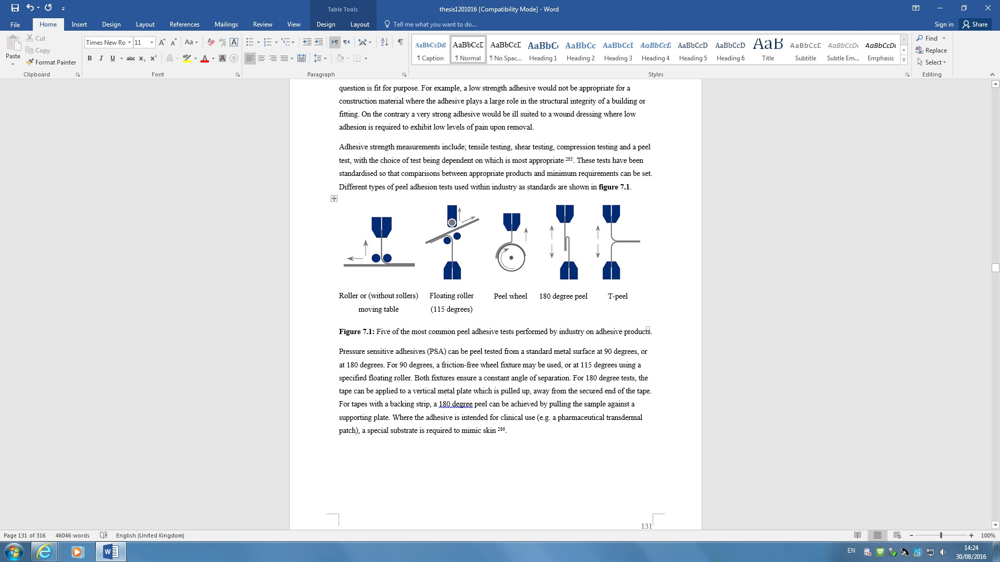 thesis1201016 [Compatibility Mode] - Word
Table Tools
File Home Insert Design Layout References Mailings Review View Design Layout Tell me what you want to do... Sign in Share
Paste Cut Copy Format Painter Clipboard
Times New Ro 11 Font
Paragraph
AaBbCcDdI AaBbCcI AaBbCcI AaBbC AaBbCc AaBbCcI AaBbCcD AaBbCcD AaBbCcD AaB AaBbCcD AaBbCcDc AaBbCcDc
¶ Caption ¶ Normal ¶ No Spac... Heading 1 Heading 2 Heading 3 Heading 4 Heading 5 Heading 6 Title Subtitle Subtle Em... Emphasis
Styles
Find
Replace
Select
Editing
question is fit for purpose. For example, a low strength adhesive would not be appropriate for a
construction material where the adhesive plays a large role in the structural integrity of a building or
fitting. On the contrary a very strong adhesive would be ill suited to a wound dressing where low
adhesion is required to exhibit low levels of pain upon removal.
Adhesive strength measurements include; tensile testing, shear testing, compression testing and a peel
test, with the choice of test being dependent on which is most appropriate 285. These tests have been
standardised so that comparisons between appropriate products and minimum requirements can be set.
Different types of peel adhesion tests used within industry as standards are shown in figure 7.1.
Roller or (without rollers) Floating roller Peel wheel 180 degree peel T-peel
moving table (115 degrees)
Figure 7.1: Five of the most common peel adhesive tests performed by industry on adhesive products.
Pressure sensitive adhesives (PSA) can be peel tested from a standard metal surface at 90 degrees, or
at 180 degrees. For 90 degrees, a friction-free wheel fixture may be used, or at 115 degrees using a
specified floating roller. Both fixtures ensure a constant angle of separation. For 180 degree tests, the
tape can be applied to a vertical metal plate which is pulled up, away from the secured end of the tape.
For tapes with a backing strip, a 180 degree peel can be achieved by pulling the sample against a
supporting plate. Where the adhesive is intended for clinical use (e.g. a pharmaceutical transdermal
patch), a special substrate is required to mimic skin 286.
131
Page 131 of 316 46046 words English (United Kingdom) 100%
EN 14:24
30/08/2016